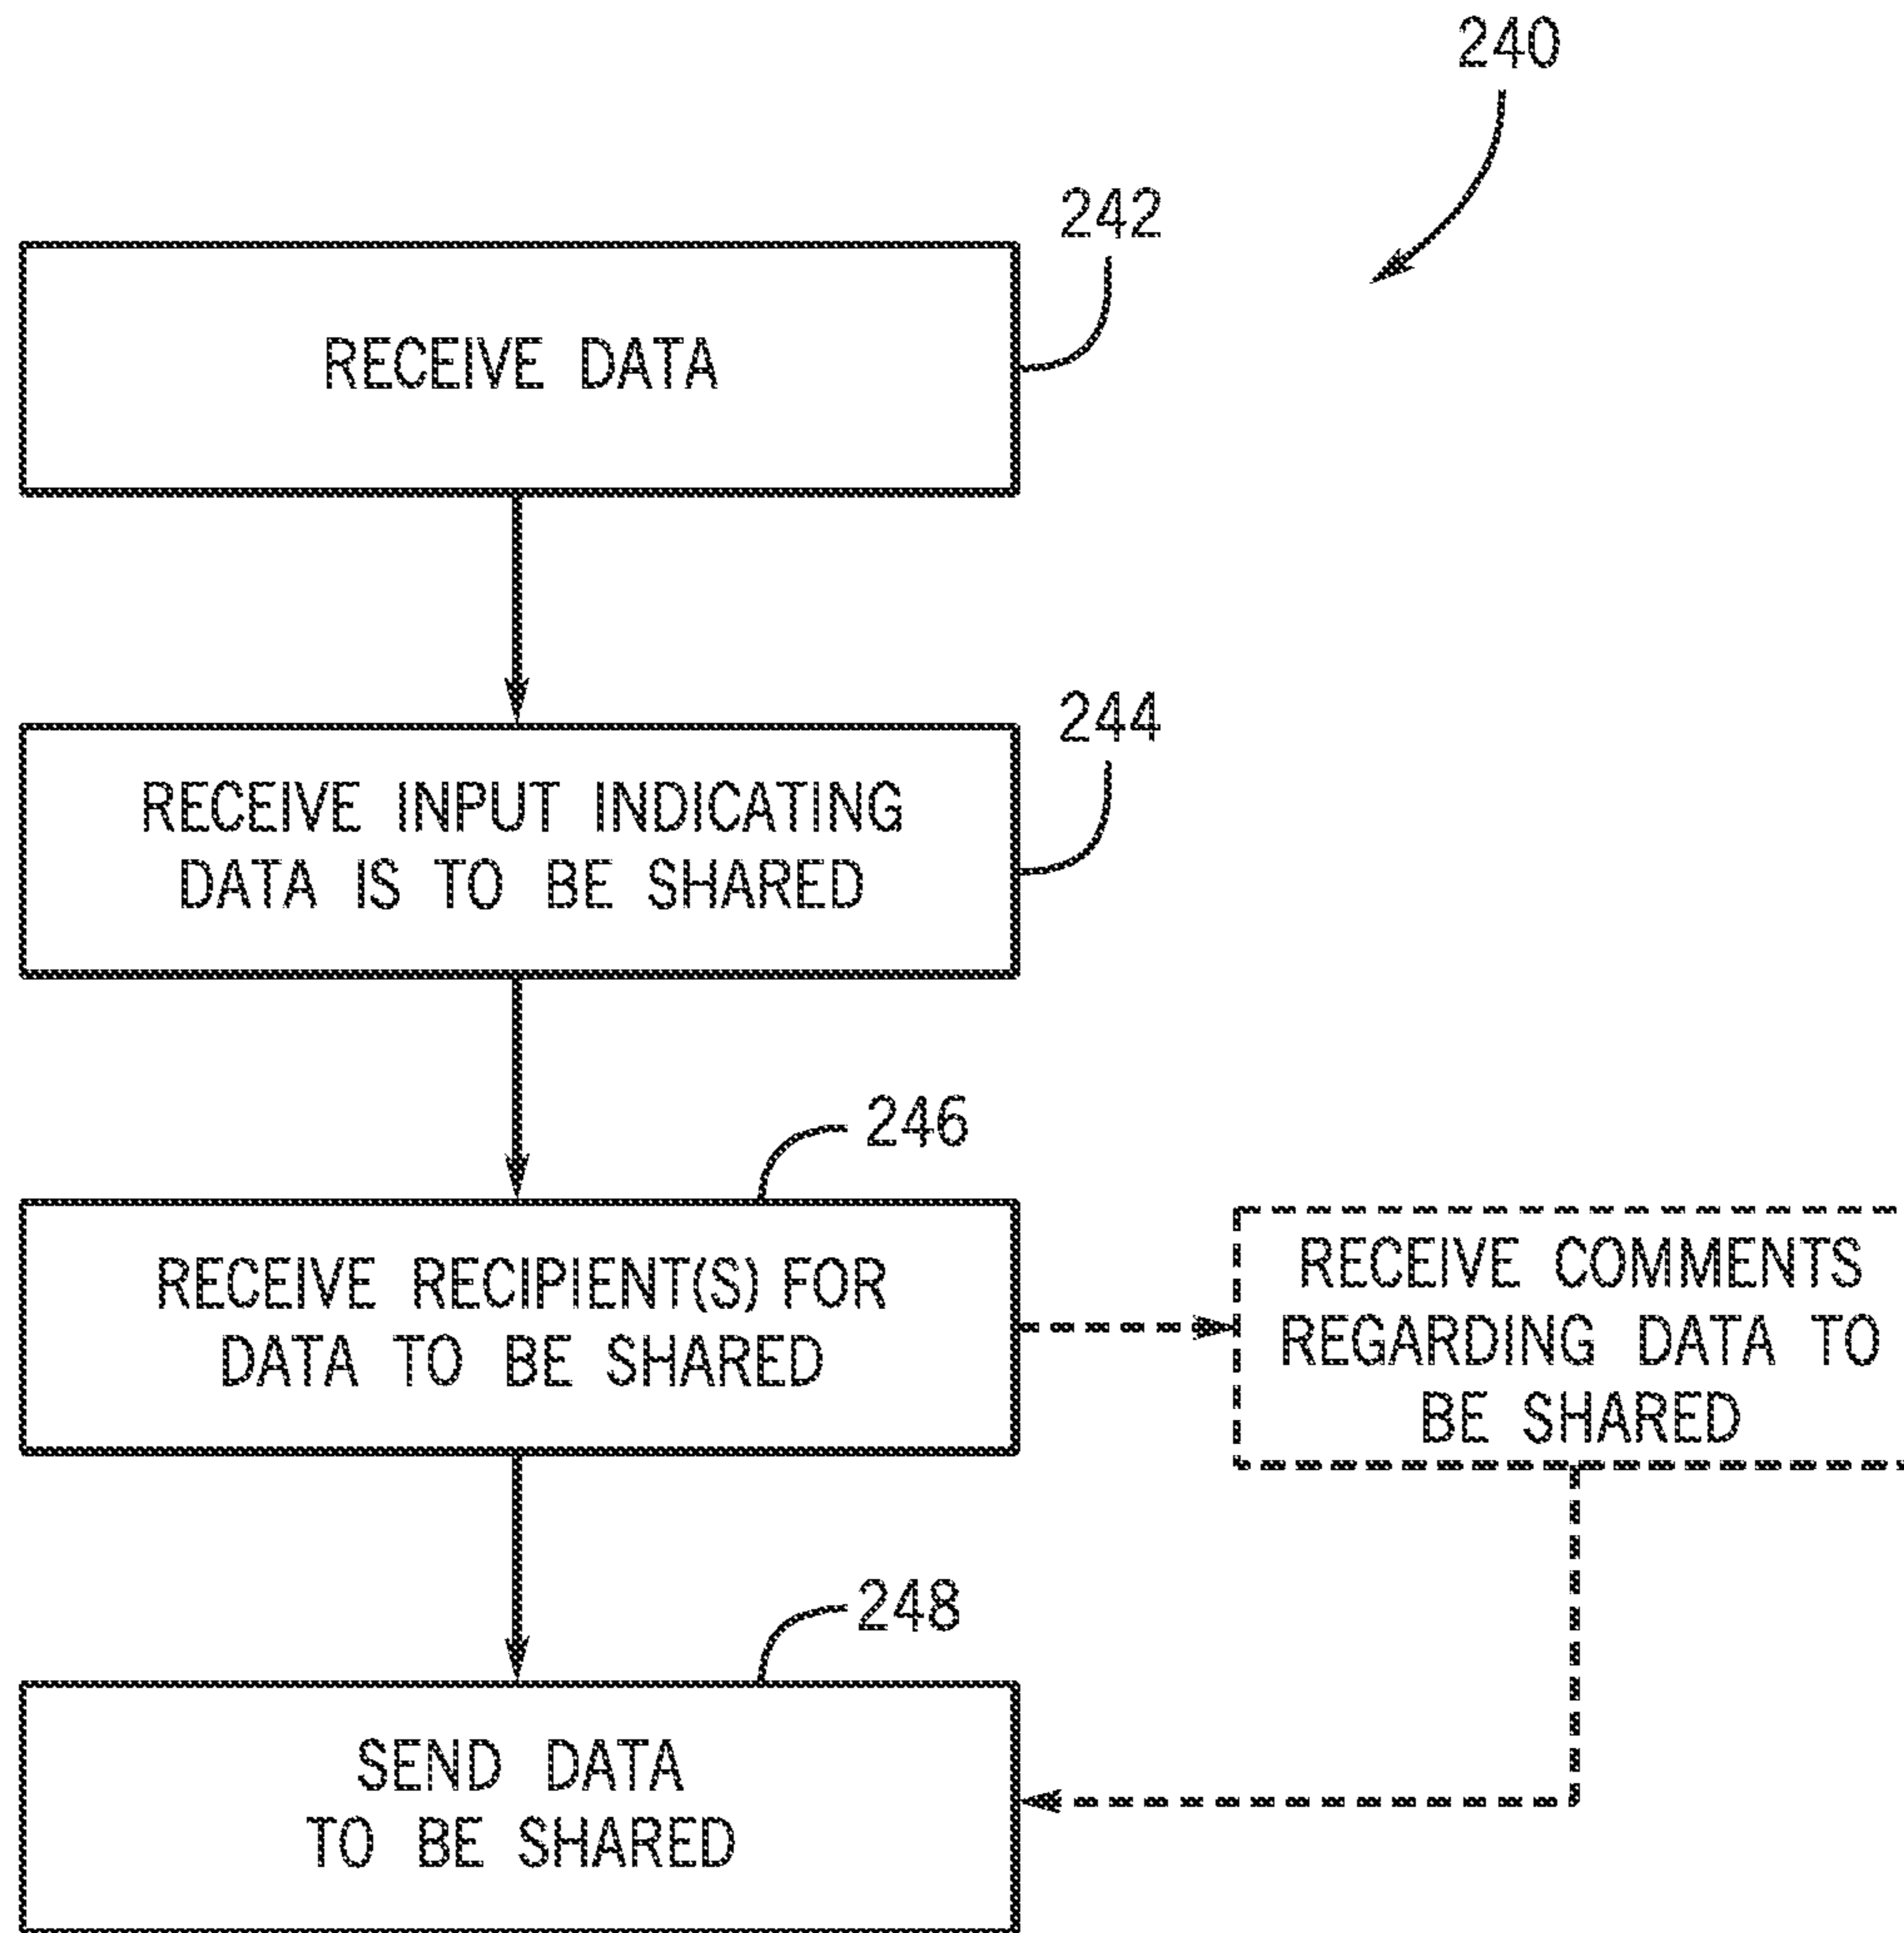 240
242
RECEIVE DATA
244
RECEIVE INPUT INDICATING
DATA IS TO BE SHARED
246
RECEIVE RECIPIENT(S) FOR
DATA TO BE SHARED
RECEIVE COMMENTS
REGARDING DATA TO
BE SHARED
248
SEND DATA
TO BE SHARED